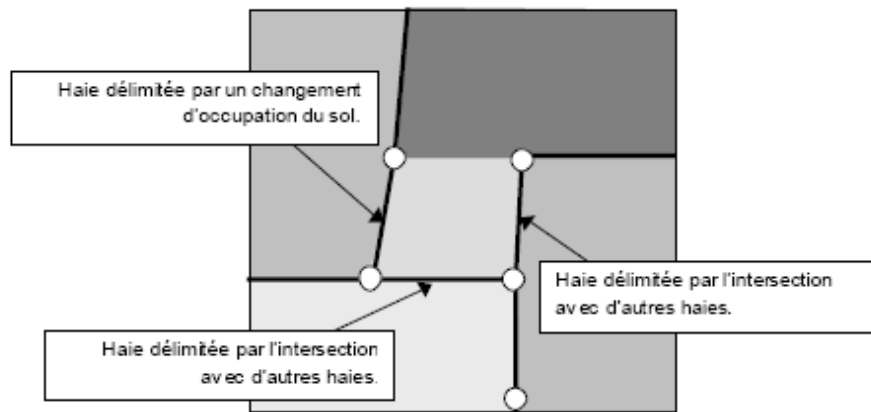 Haie délimitée par un changement
d'occupation du sol.
Haie délimitée par l'intersection
avec d'autres haies.
Haie délimitée par l'intersection
avec d'autres haies.